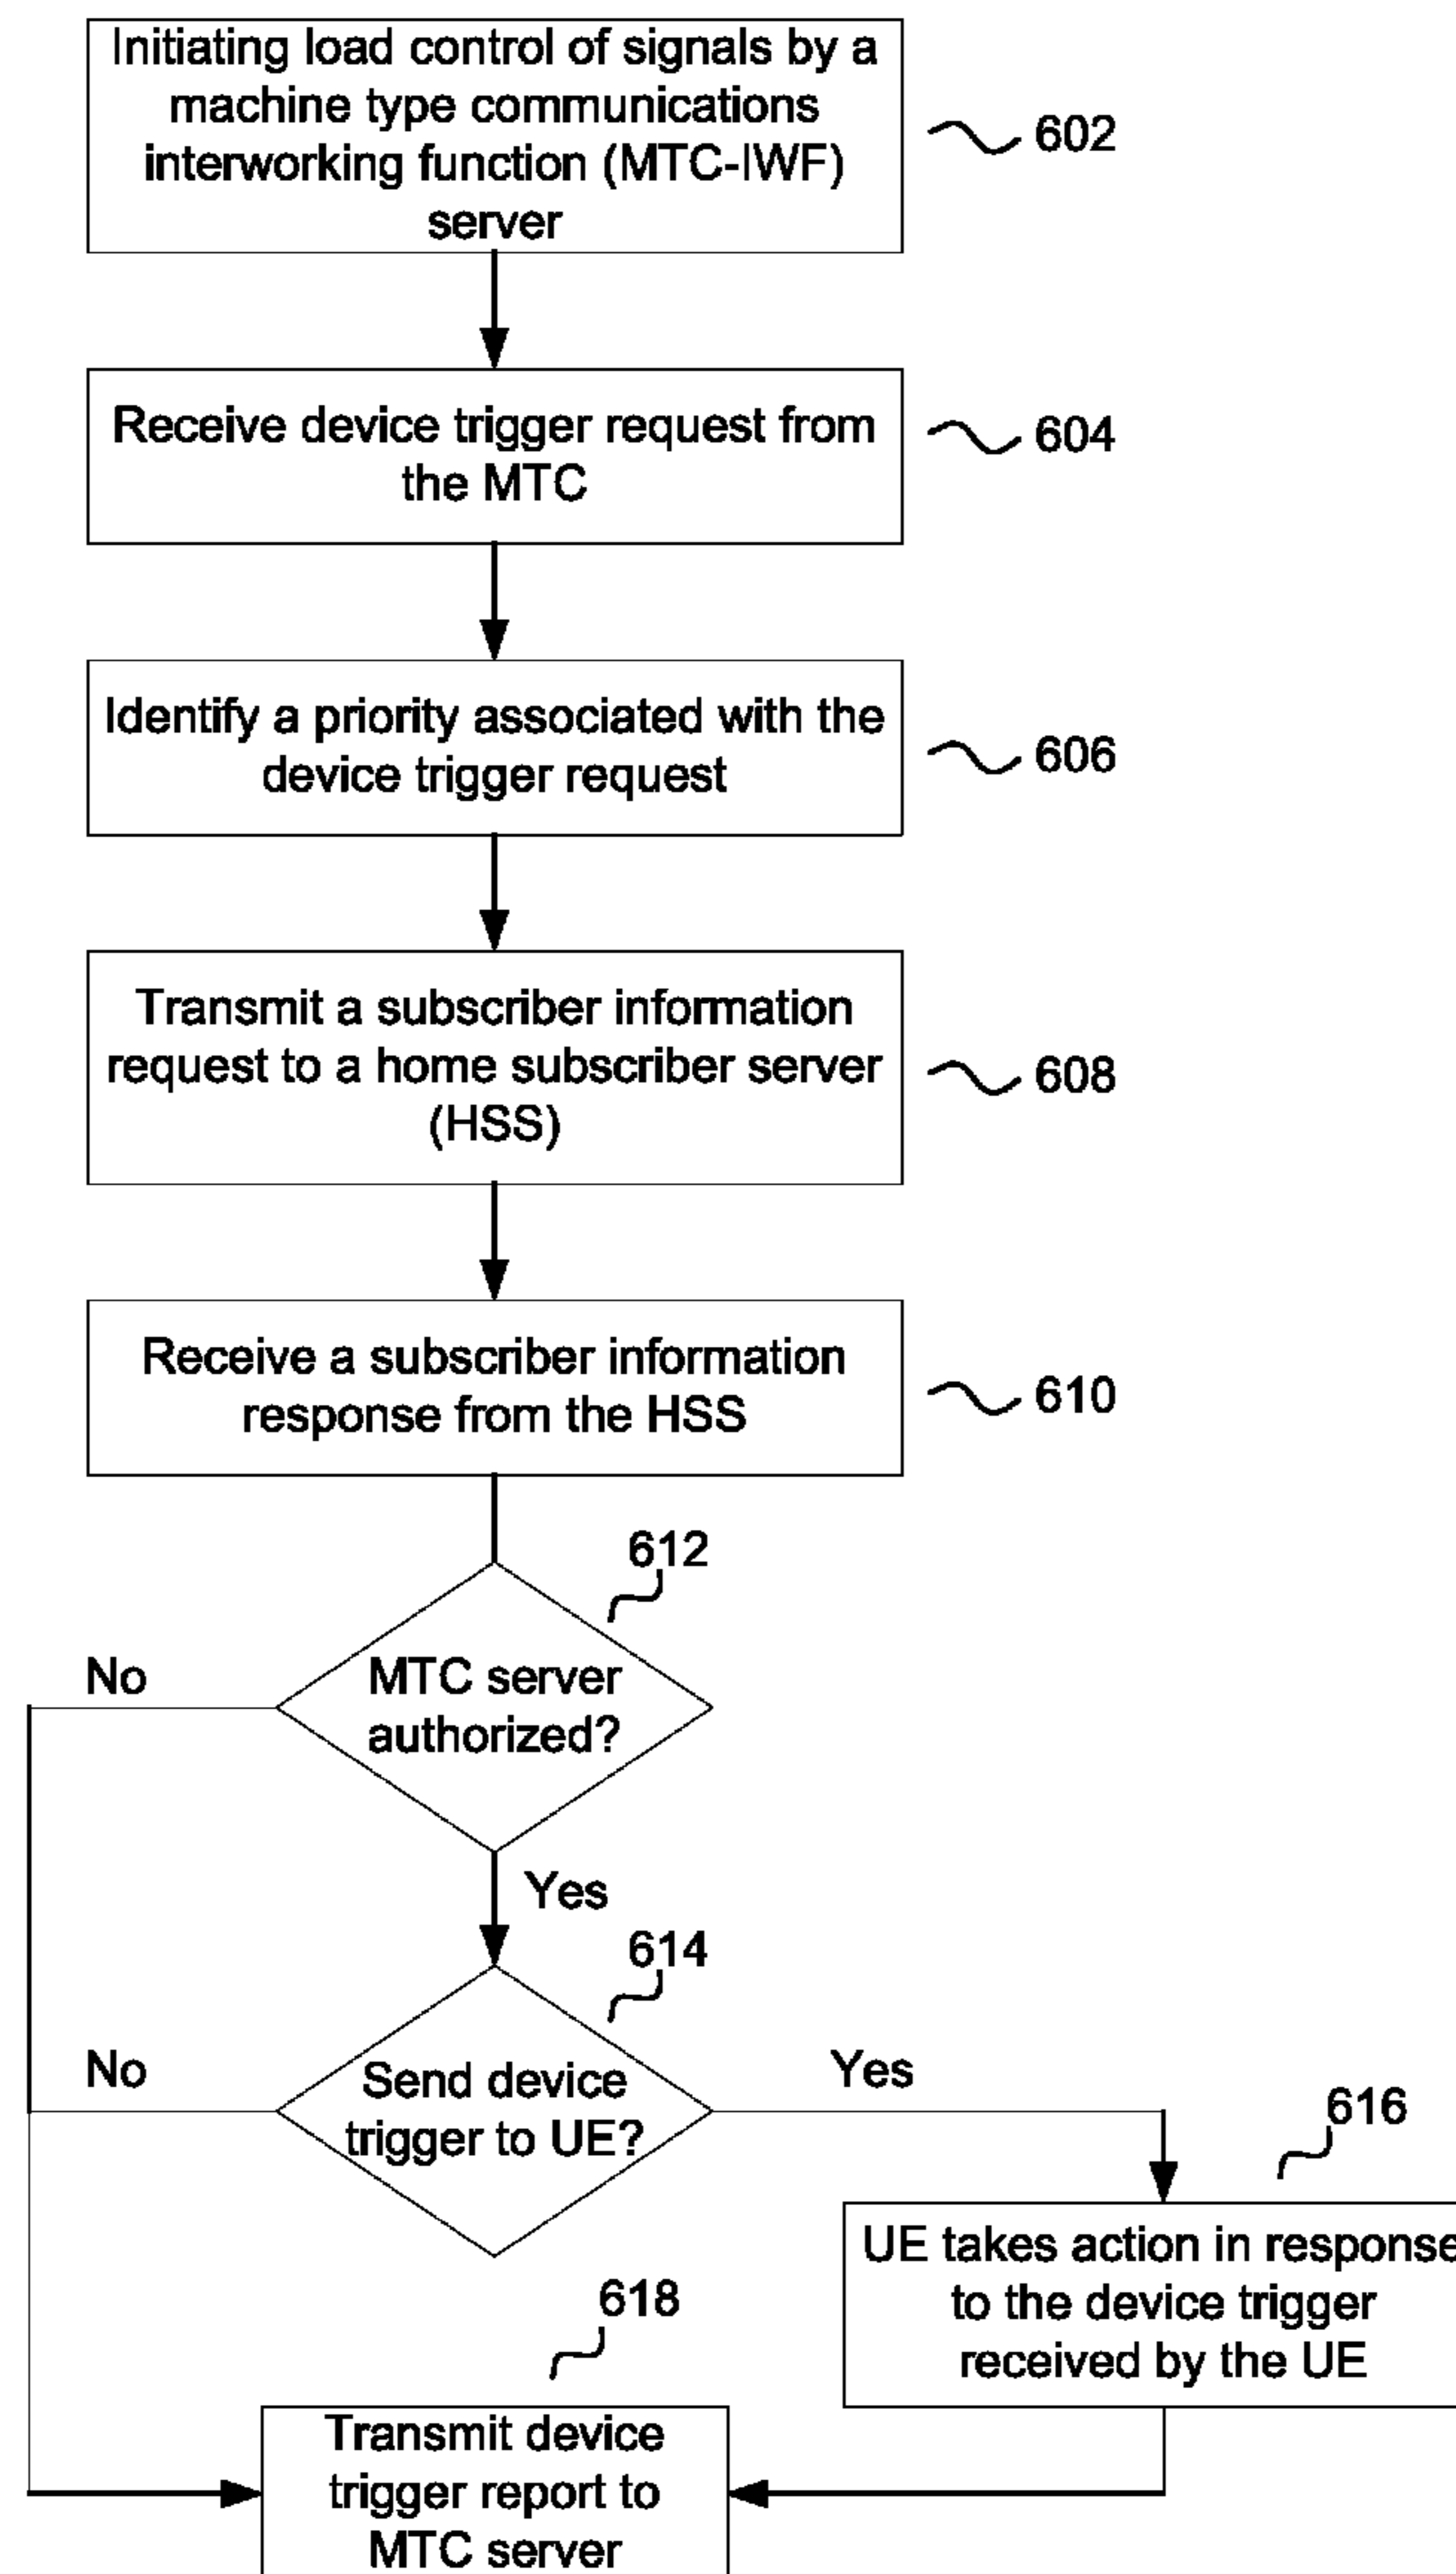 Initiating load control of signals by a
machine type communications
interworking function (MTC-IWF)
server
602
Receive device trigger request from
the MTC
604
Identify a priority associated with the
device trigger request
606
Transmit a subscriber information
request to a home subscriber server
(HSS)
608
Receive a subscriber information
response from the HSS
610
612
No
MTC server
authorized?
Yes
614
No
Send device
trigger to UE?
Yes
616
UE takes action in response
to the device trigger
received by the UE
618
Transmit device
trigger report to
MTC server